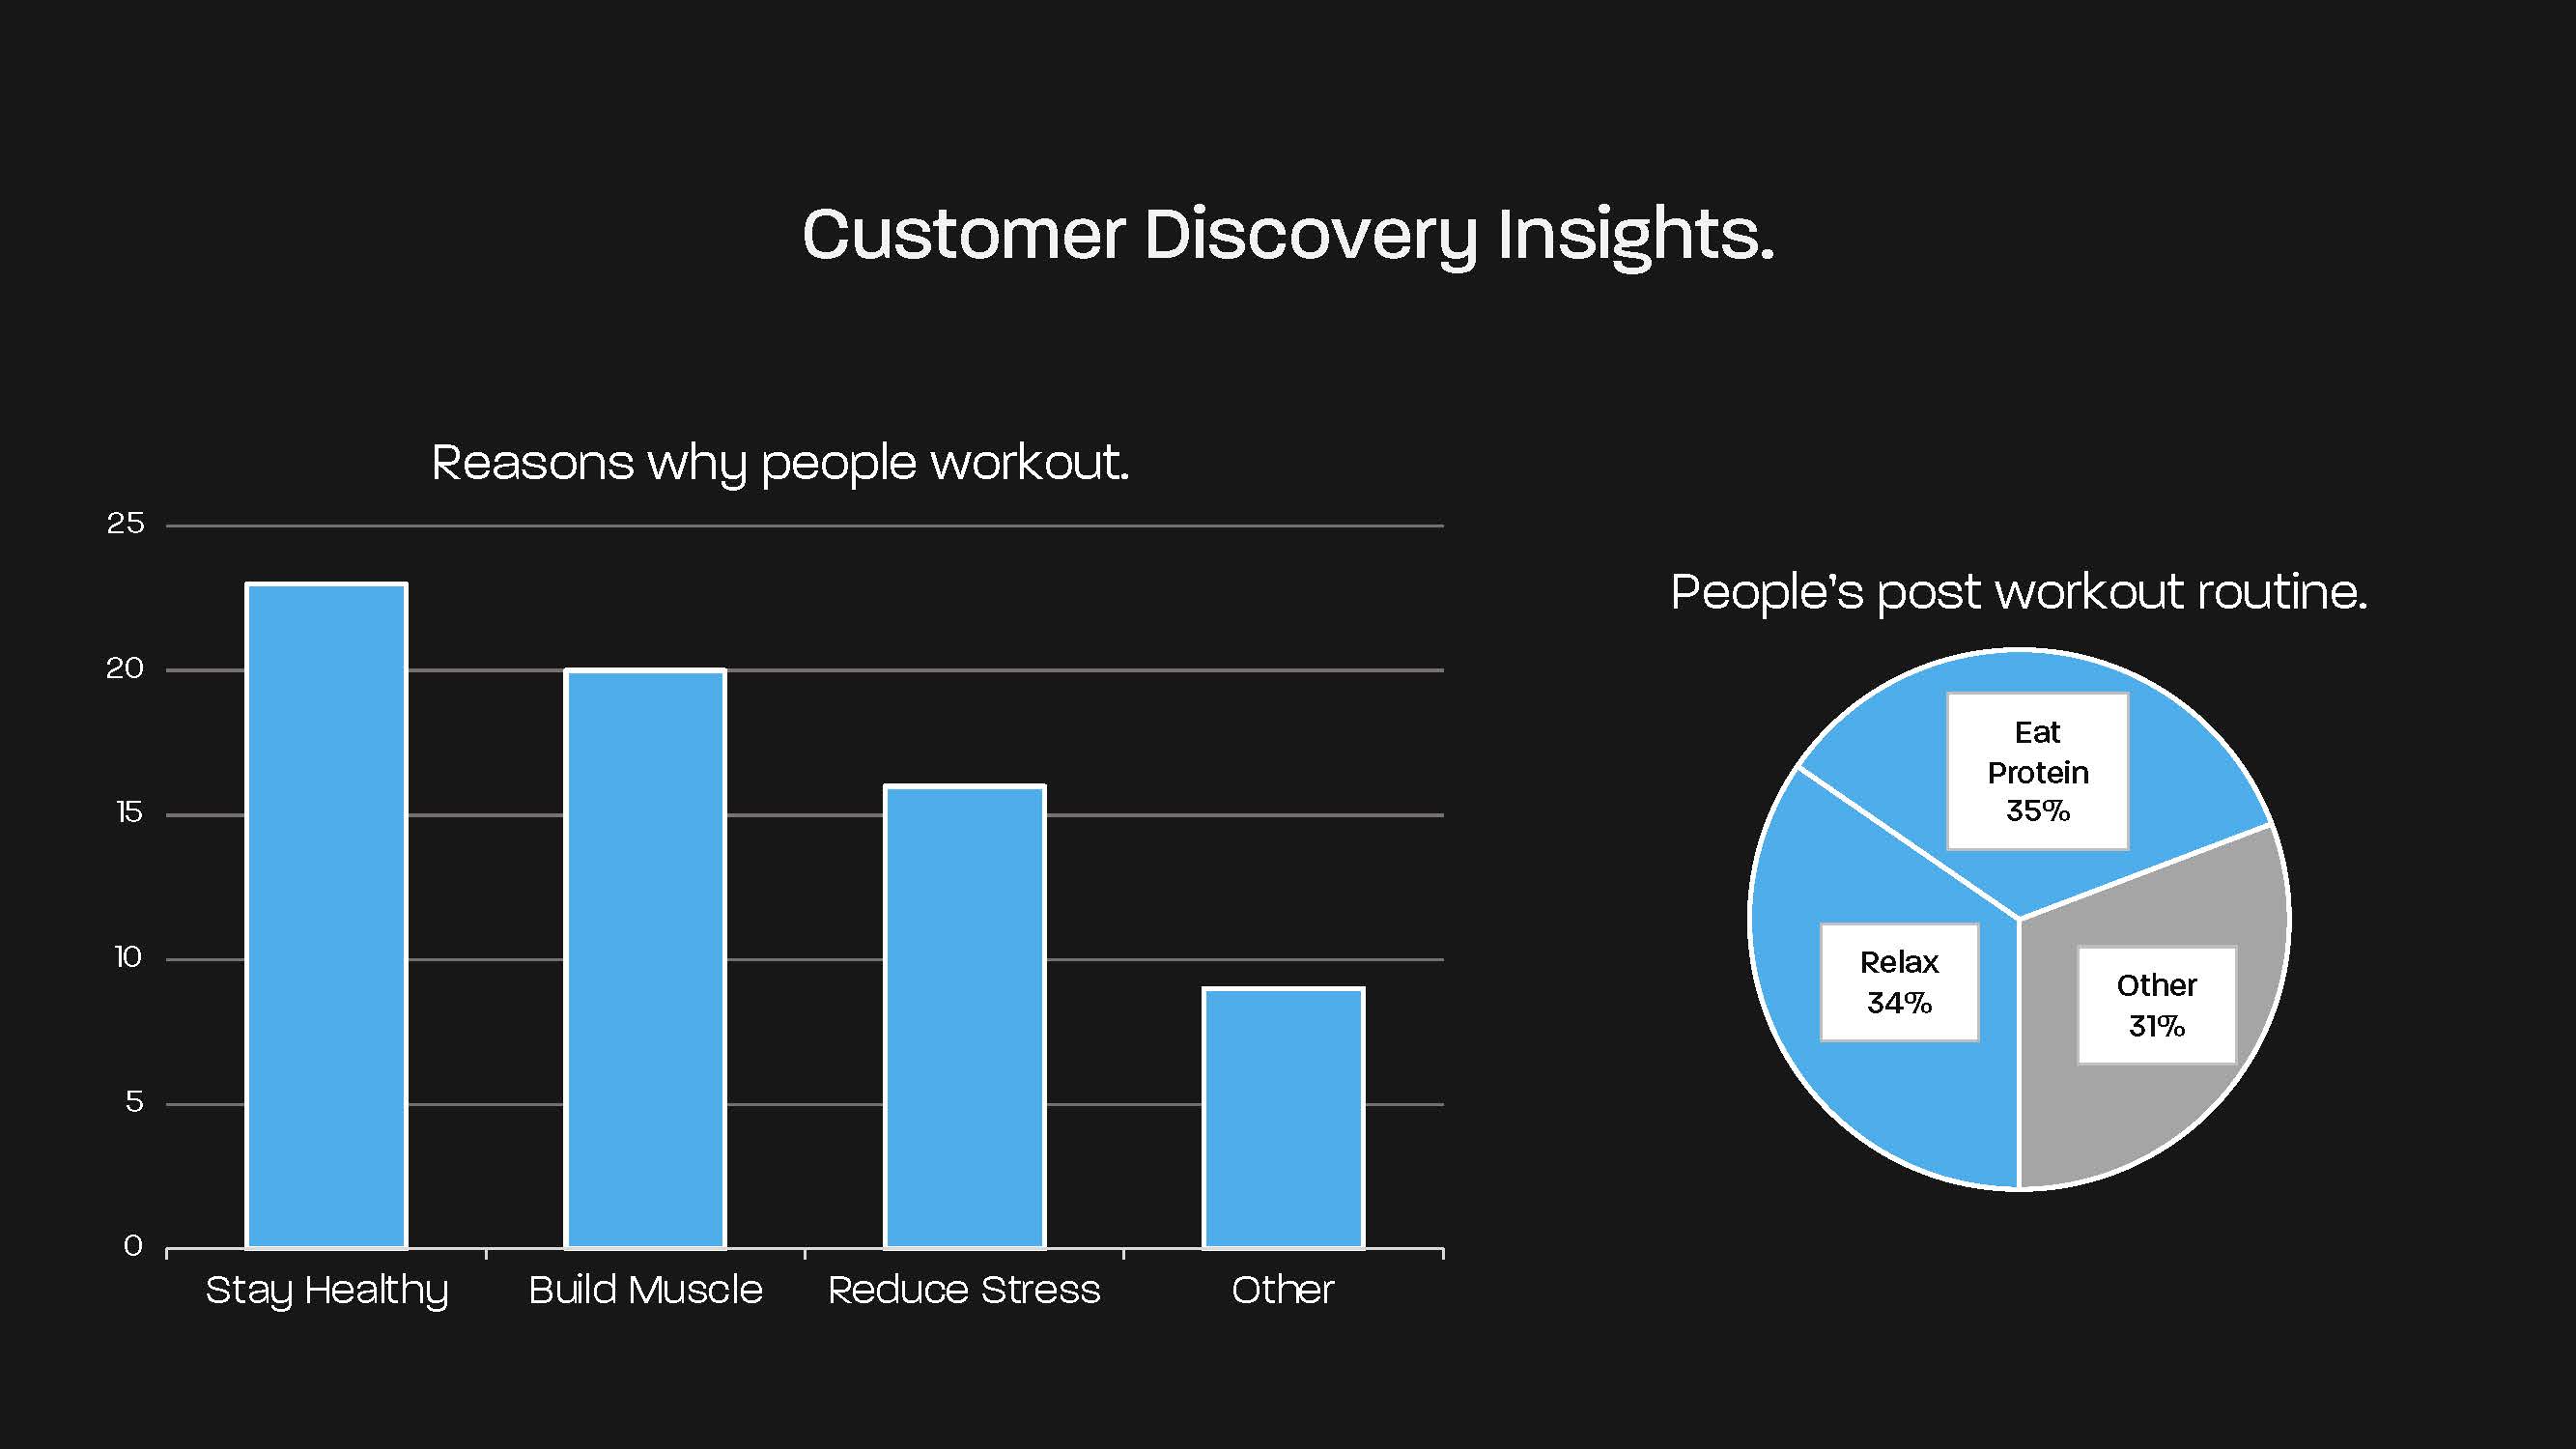 Customer Discovery Insights.
Reasons why people workout.
25
20
15
10
5
0
Stay Healthy
Build Muscle
Reduce Stress
Other
People's post workout routine.
Eat
Protein
35%
Relax
34%
Other
31%